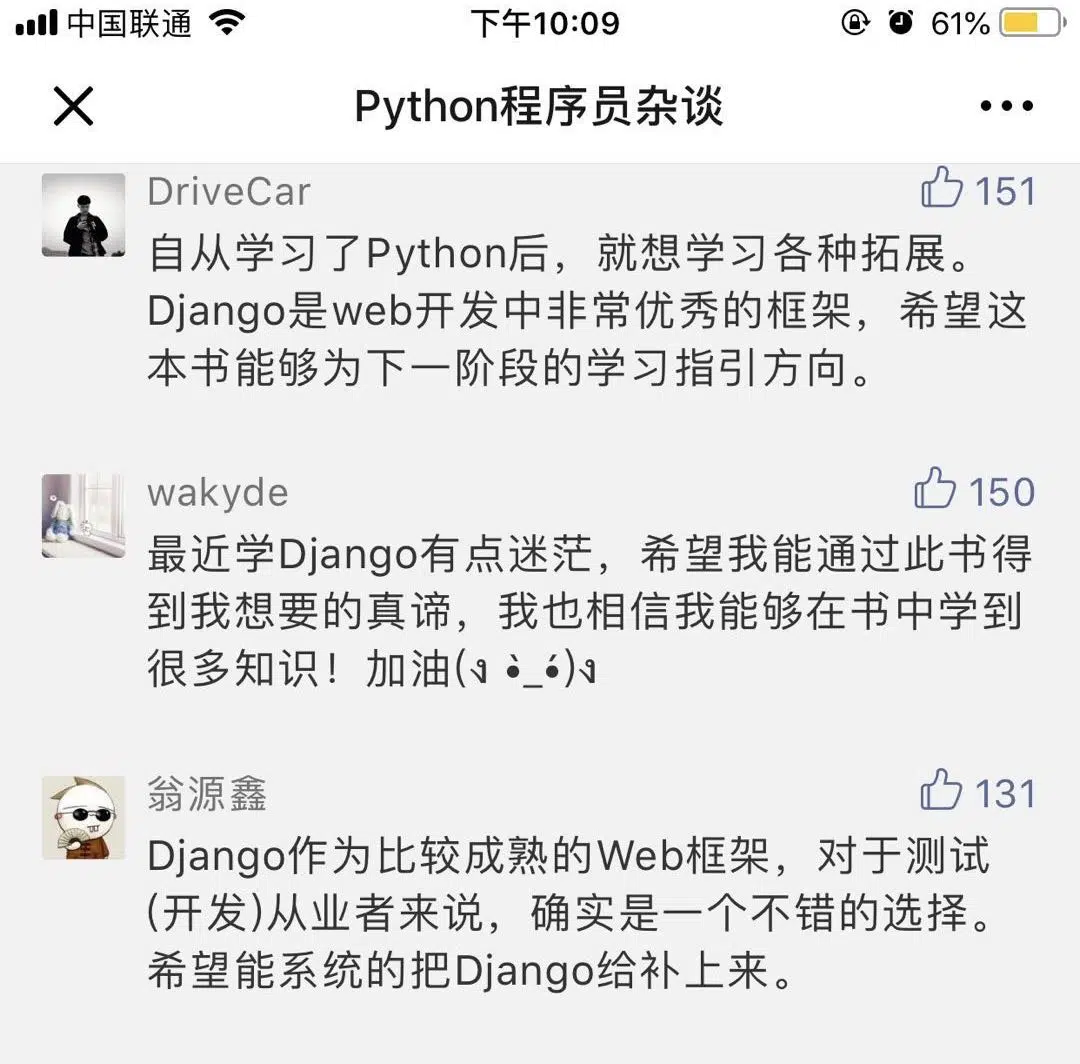 中国联通
下午10:09
61%
Python程序员杂谈
DriveCar
151
自从学习了Python后，就想学习各种拓展。
Django是web开发中非常优秀的框架，希望这
本书能够为下一阶段的学习指引方向。
wakyde
150
最近学Django有点迷茫，希望我能通过此书得
到我想要的真谛，我也相信我能够在书中学到
很多知识！加油(ง •̀_•́)ง
翁源鑫
131
Django作为比较成熟的Web框架，对于测试
(开发)从业者来说，确实是一个不错的选择。
希望能系统的把Django给补上来。